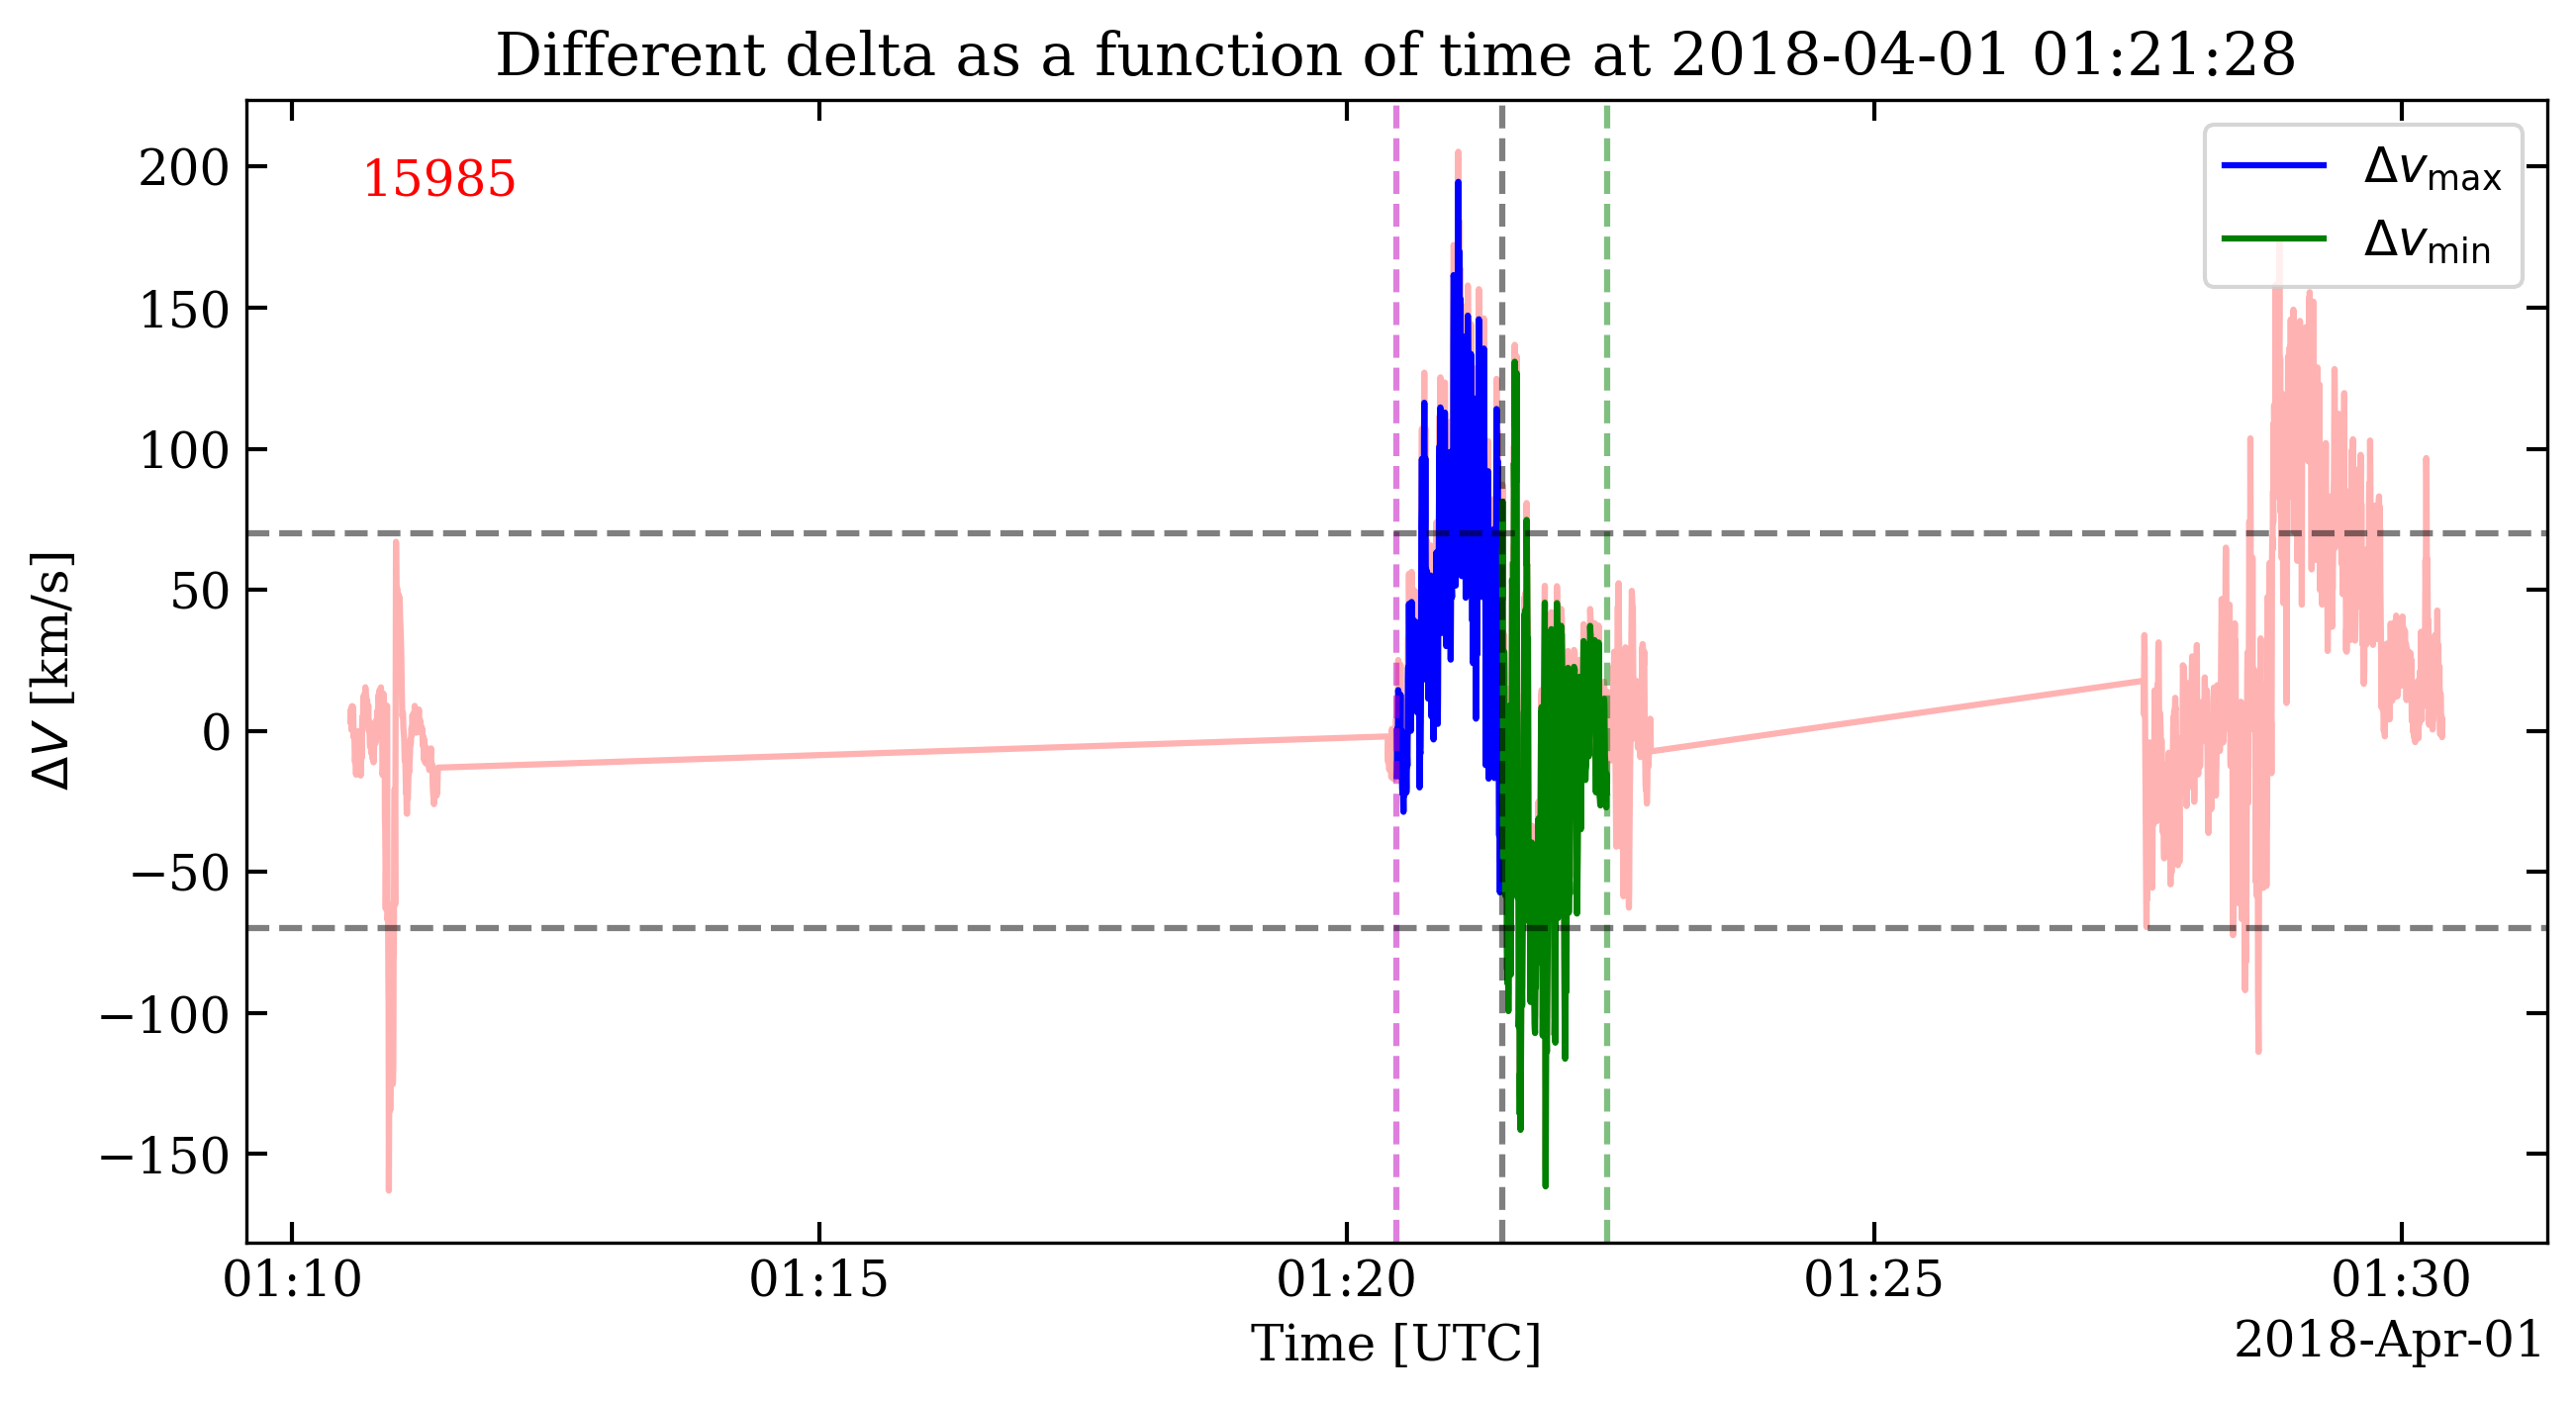 Different delta as a function of time at 2018-04-01 01:21:28
15985
Δv_max
Δv_min
200
150
100
50
0
−50
−100
−150
ΔV [km/s]
01:10 01:15 01:20 01:25 01:30
Time [UTC]
2018-Apr-01